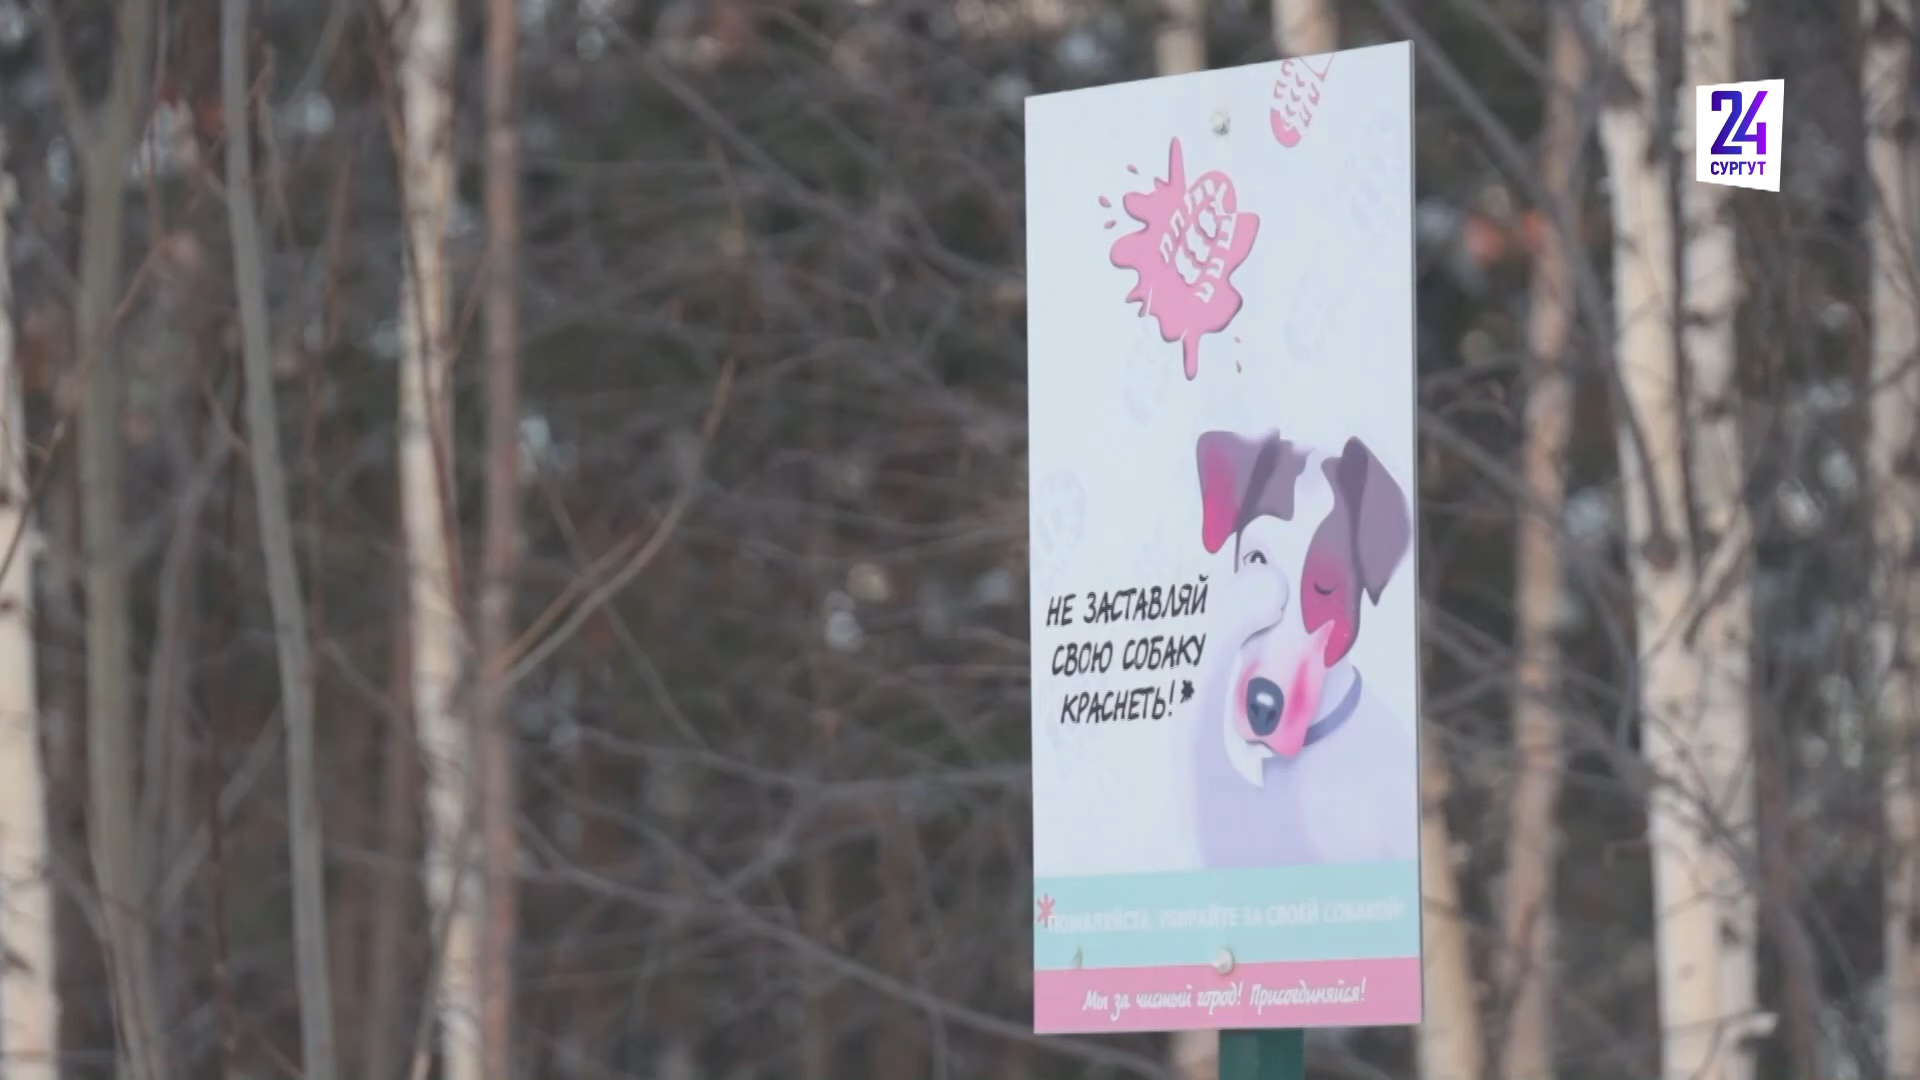 24
СУРГУТ
НЕ ЗАСТАВЛЯЙ
СВОЮ СОБАКУ
КРАСНЕТЬ!*
*ПОЖАЛУЙСТА, УБИРАЙТЕ ЗА СВОЕЙ СОБАКОЙ!
Мы за чистый город! Присоединяйся!